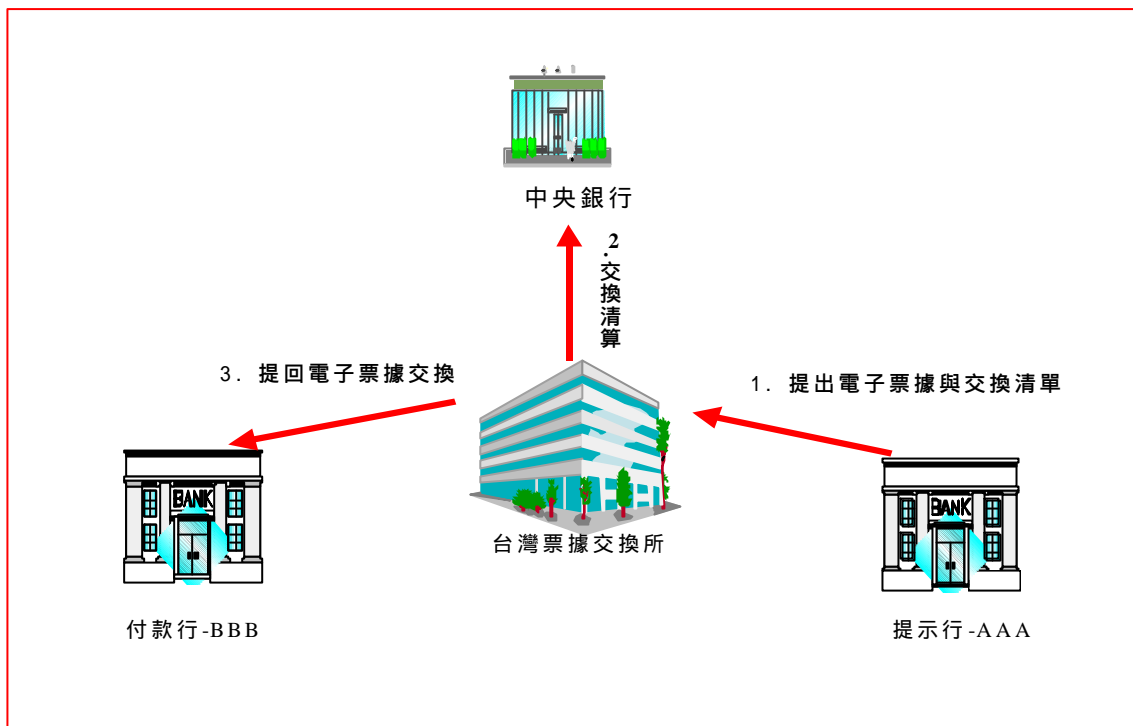 中央銀行
2.交換清算
3. 提回電子票據交換
1. 提出電子票據與交換清單
BANK
BANK
台灣票據交換所
付款行-BBB
提示行-AAA